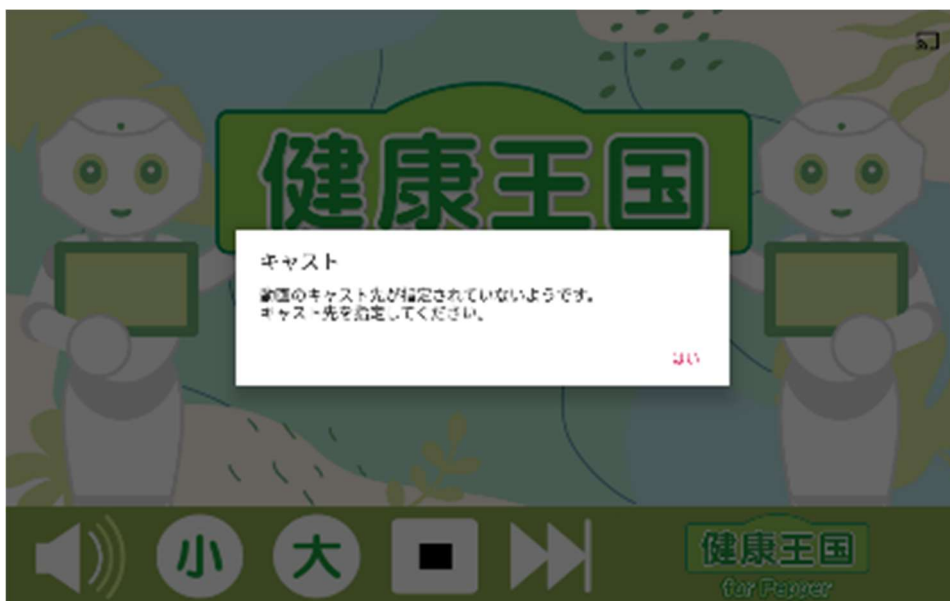 健康王国
キャスト
動画のキャスト先が指定されていないようです。
キャスト先を指定してください。
はい
小
大
健康王国
for Pepper